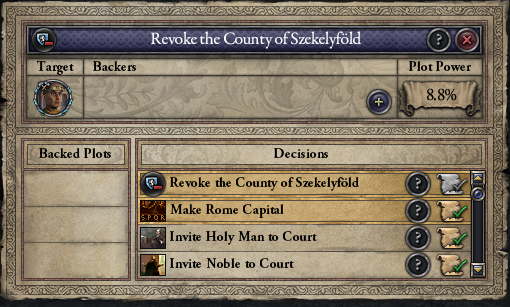 Revoke the County of Szekelyföld
?
Target Backers Plot Power
8.8%
Backed Plots
Decisions
Revoke the County of Szekelyföld ?
SPQR Make Rome Capital ?
Invite Holy Man to Court ?
Invite Noble to Court ?